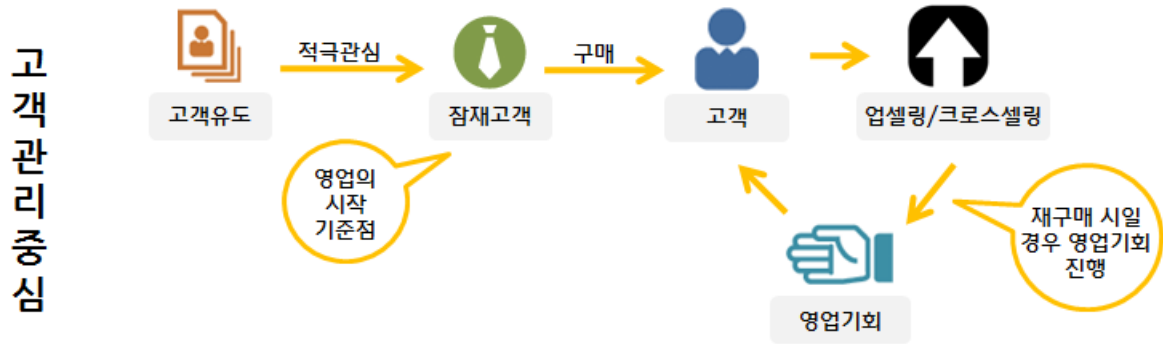 고객관리중심
적극관심
구매
고객유도
잠재고객
고객
업셀링/크로스셀링
영업의
시작
기준점
재구매 시일
경우 영업기회
진행
영업기회